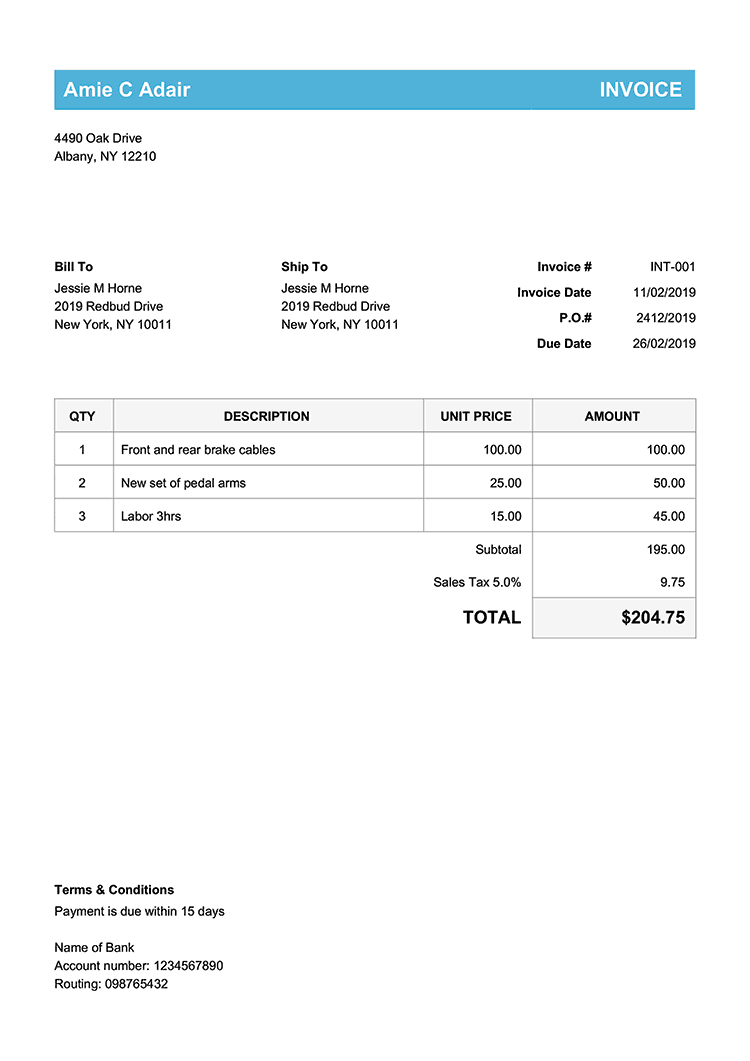 Amie C Adair INVOICE
4490 Oak Drive
Albany, NY 12210
Bill To Ship To Invoice # INT-001
Jessie M Horne Jessie M Horne Invoice Date 11/02/2019
2019 Redbud Drive 2019 Redbud Drive P.O.# 2412/2019
New York, NY 10011 New York, NY 10011 Due Date 26/02/2019
QTY DESCRIPTION UNIT PRICE AMOUNT
1 Front and rear brake cables 100.00 100.00
2 New set of pedal arms 25.00 50.00
3 Labor 3hrs 15.00 45.00
Subtotal 195.00
Sales Tax 5.0% 9.75
TOTAL $204.75
Terms & Conditions
Payment is due within 15 days
Name of Bank
Account number: 1234567890
Routing: 098765432